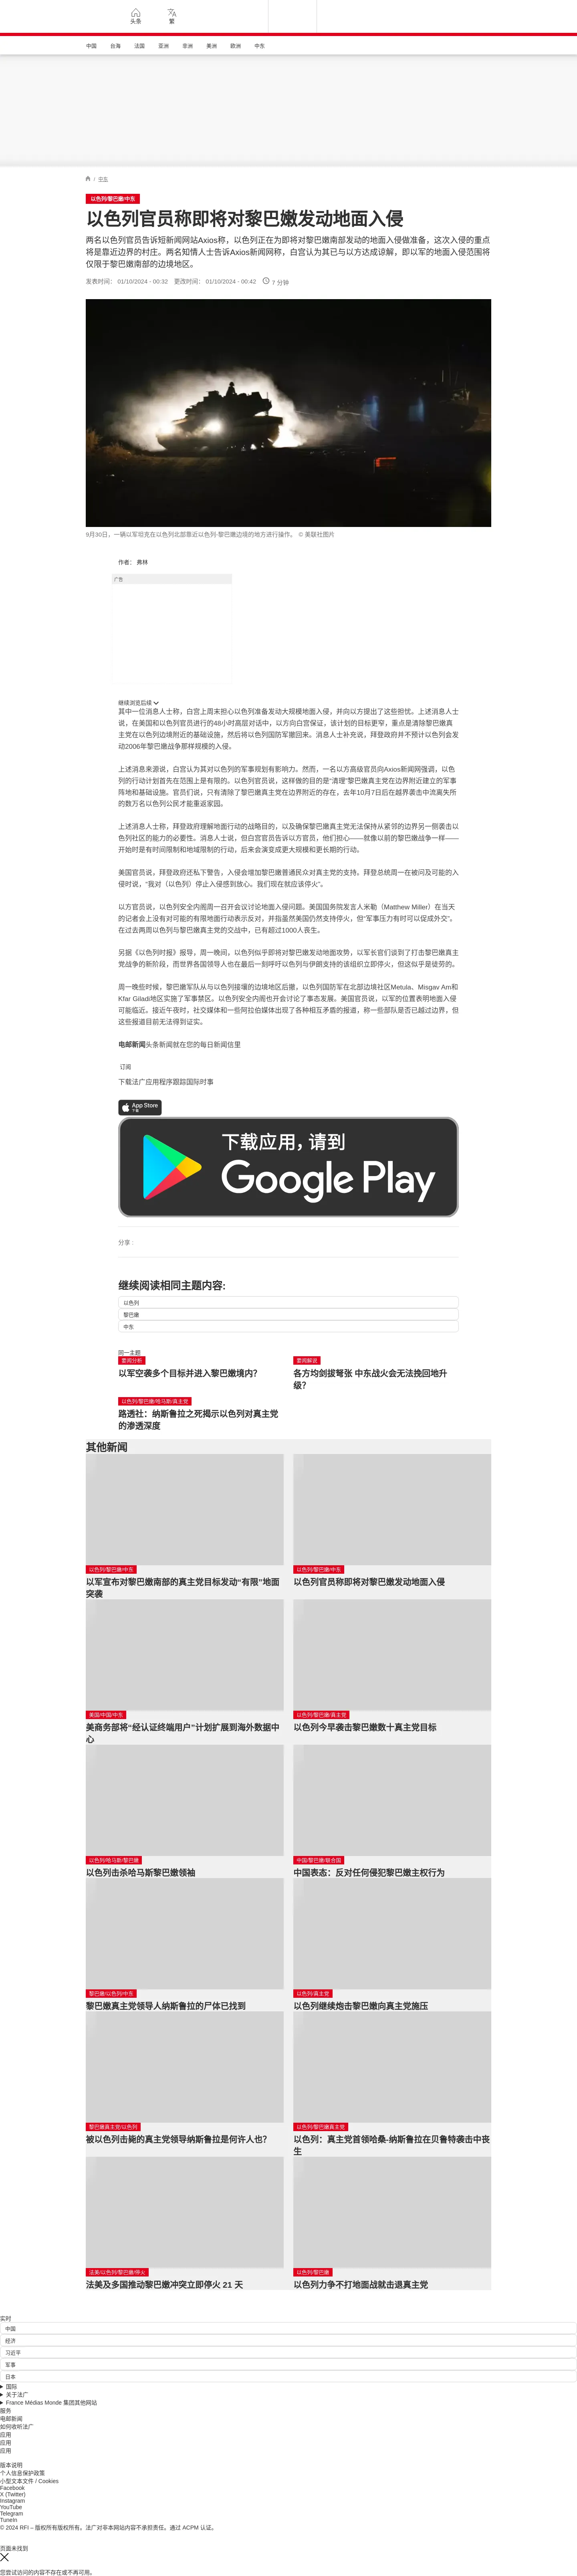 头条
繁
中国
台海
法国
亚洲
非洲
美洲
欧洲
中东
/ 中东
以色列/黎巴嫩/中东
以色列官员称即将对黎巴嫩发动地面入侵
两名以色列官员告诉短新闻网站Axios称，以色列正在为即将对黎巴嫩南部发动的地面入侵做准备，这次入侵的重点
将是靠近边界的村庄。两名知情人士告诉Axios新闻网称，白宫认为其已与以方达成谅解，即以军的地面入侵范围将
仅限于黎巴嫩南部的边境地区。
发表时间： 01/10/2024 - 00:32 更改时间： 01/10/2024 - 00:42 7 分钟
9月30日，一辆以军坦克在以色列北部靠近以色列-黎巴嫩边境的地方进行操作。 © 美联社图片
作者： 弗林
广告
继续浏览后续
其中一位消息人士称，白宫上周末担心以色列准备发动大规模地面入侵，并向以方提出了这些担忧。上述消息人士
说，在美国和以色列官员进行的48小时高层对话中，以方向白宫保证，该计划的目标更窄，重点是清除黎巴嫩真
主党在以色列边境附近的基础设施，然后将以色列国防军撤回来。消息人士补充说，拜登政府并不预计以色列会发
动2006年黎巴嫩战争那样规模的入侵。
上述消息来源说，白宫认为其对以色列的军事规划有影响力。然而，一名以方高级官员向Axios新闻网强调，以色
列的行动计划首先在范围上是有限的。以色列官员说，这样做的目的是“清理”黎巴嫩真主党在边界附近建立的军事
阵地和基础设施。官员们说，只有清除了黎巴嫩真主党在边界附近的存在，去年10月7日后在越界袭击中流离失所
的数万名以色列公民才能重返家园。
上述消息人士称，拜登政府理解地面行动的战略目的，以及确保黎巴嫩真主党无法保持从紧邻的边界另一侧袭击以
色列社区的能力的必要性。消息人士说，但白宫官员告诉以方官员，他们担心——就像以前的黎巴嫩战争一样——
开始时是有时间限制和地域限制的行动，后来会演变成更大规模和更长期的行动。
美国官员说，拜登政府还私下警告，入侵会增加黎巴嫩普通民众对真主党的支持。拜登总统周一在被问及可能的入
侵时说，“我对（以色列）停止入侵感到放心。我们现在就应该停火”。
以方官员说，以色列安全内阁周一召开会议讨论地面入侵问题。美国国务院发言人米勒（Matthew Miller）在当天
的记者会上没有对可能的有限地面行动表示反对，并指虽然美国仍然支持停火，但“军事压力有时可以促成外交”。
在过去两周以色列与黎巴嫩真主党的交战中，已有超过1000人丧生。
另据《以色列时报》报导，周一晚间，以色列似乎即将对黎巴嫩发动地面攻势，以军长官们谈到了打击黎巴嫩真主
党战争的新阶段，而世界各国领导人也在最后一刻呼吁以色列与伊朗支持的该组织立即停火，但这似乎是徒劳的。
周一晚些时候，黎巴嫩军队从与以色列接壤的边境地区后撤，以色列国防军在北部边境社区Metula、Misgav Am和
Kfar Giladi地区实施了军事禁区。以色列安全内阁也开会讨论了事态发展。美国官员说，以军的位置表明地面入侵
可能临近。接近午夜时，社交媒体和一些阿拉伯媒体出现了各种相互矛盾的报道，称一些部队是否已越过边界，但
这些报道目前无法得到证实。
电邮新闻头条新闻就在您的每日新闻信里
订阅
下载法广应用程序跟踪国际时事
App Store
下载
下载应用，请到
Google Play
分享 :
继续阅读相同主题内容:
以色列
黎巴嫩
中东
同一主题
要闻分析
以军空袭多个目标并进入黎巴嫩境内？
要闻解说
各方均剑拔弩张 中东战火会无法挽回地升
级？
以色列/黎巴嫩/哈马斯/真主党
路透社：纳斯鲁拉之死揭示以色列对真主党
的渗透深度
其他新闻
以色列/黎巴嫩/中东
以军宣布对黎巴嫩南部的真主党目标发动“有限”地面
突袭
以色列/黎巴嫩/中东
以色列官员称即将对黎巴嫩发动地面入侵
美国/中国/中东
美商务部将“经认证终端用户”计划扩展到海外数据中
心
以色列/黎巴嫩/真主党
以色列今早袭击黎巴嫩数十真主党目标
以色列/哈马斯/黎巴嫩
以色列击杀哈马斯黎巴嫩领袖
中国/黎巴嫩/联合国
中国表态：反对任何侵犯黎巴嫩主权行为
黎巴嫩/以色列/中东
黎巴嫩真主党领导人纳斯鲁拉的尸体已找到
以色列/真主党
以色列继续炮击黎巴嫩向真主党施压
黎巴嫩真主党/以色列
被以色列击毙的真主党领导纳斯鲁拉是何许人也？
以色列/黎巴嫩真主党
以色列：真主党首领哈桑-纳斯鲁拉在贝鲁特袭击中丧
生
法美/以色列/黎巴嫩/停火
法美及多国推动黎巴嫩冲突立即停火 21 天
以色列/黎巴嫩
以色列力争不打地面战就击退真主党
实时
中国
经济
习近平
军事
日本
国际
关于法广
France Médias Monde 集团其他网站
服务
电邮新闻
如何收听法广
应用
应用
应用
版本说明
个人信息保护政策
小型文本文件 / Cookies
Facebook
X (Twitter)
Instagram
YouTube
Telegram
TuneIn
© 2024 RFI – 版权所有版权所有。法广对非本网站内容不承担责任。通过 ACPM 认证。
页面未找到
您尝试访问的内容不存在或不再可用。